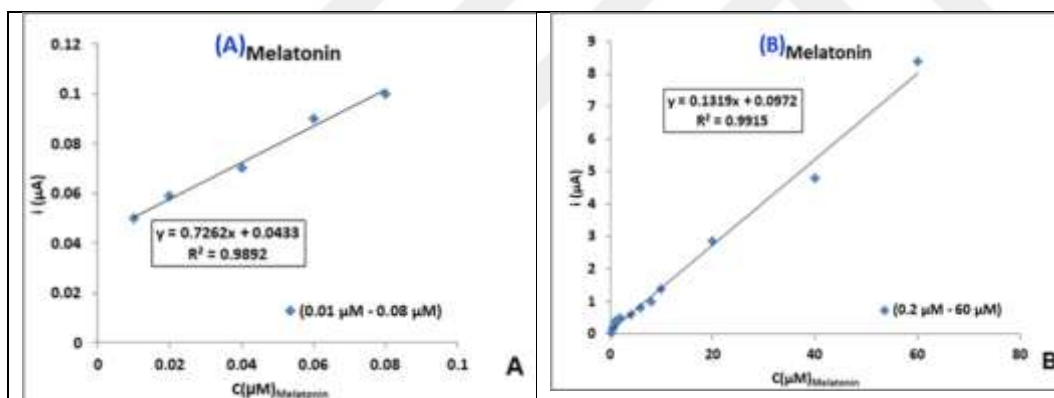 (A) Melatonin
0.12
0.1
0.08
0.06
0.04
0.02
0
i (µA)
y = 0.7262x + 0.0433
R² = 0.9892
(0.01 µM - 0.08 µM)
0 0.02 0.04 0.06 0.08 0.1
C(µM)Melatonin
A
(B) Melatonin
9
8
7
6
5
4
3
2
1
0
i (µA)
y = 0.1319x + 0.0972
R² = 0.9915
(0.2 µM - 60 µM)
0 20 40 60 80
C(µM)Melatonin
B